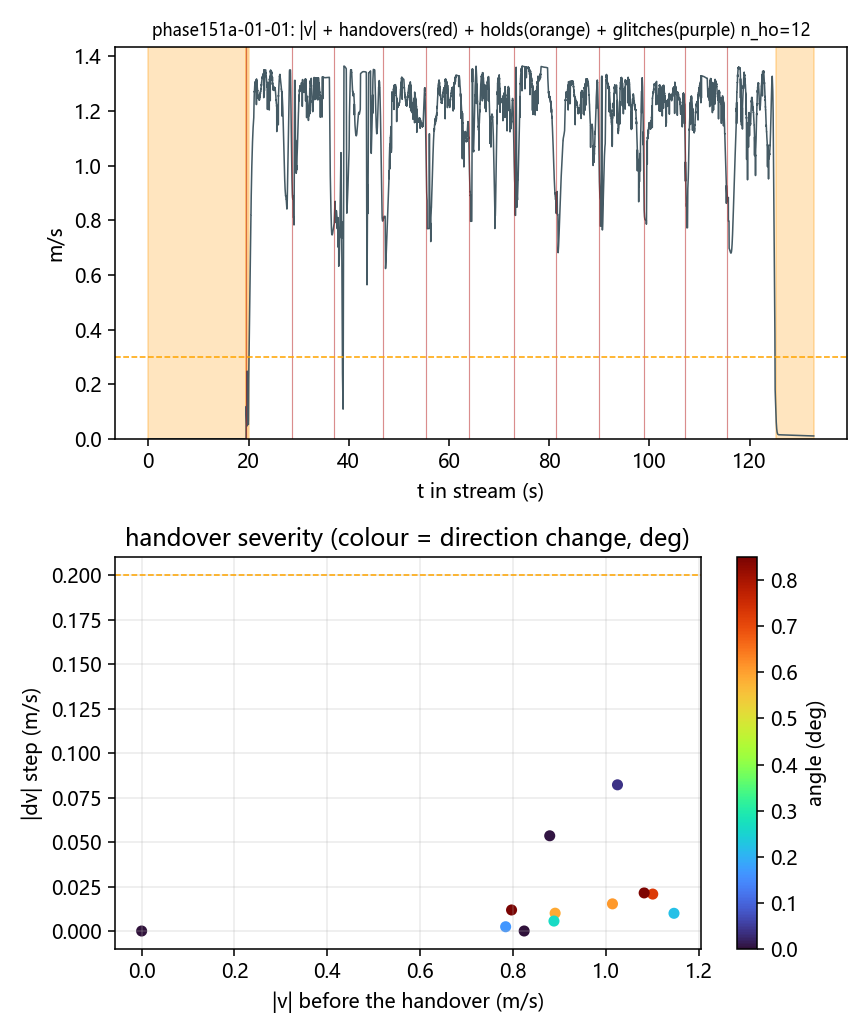 phase151a-01-01: |v| + handovers(red) + holds(orange) + glitches(purple) n_ho=12
1.4
1.2
1.0
0.8
0.6
0.4
0.2
0.0
m/s
0 20 40 60 80 100 120
t in stream (s)
handover severity (colour = direction change, deg)
0.200
0.175
0.150
0.125
0.100
0.075
0.050
0.025
0.000
|dv| step (m/s)
0.0 0.2 0.4 0.6 0.8 1.0 1.2
|v| before the handover (m/s)
0.8
0.7
0.6
0.5
0.4
0.3
0.2
0.1
0.0
angle (deg)